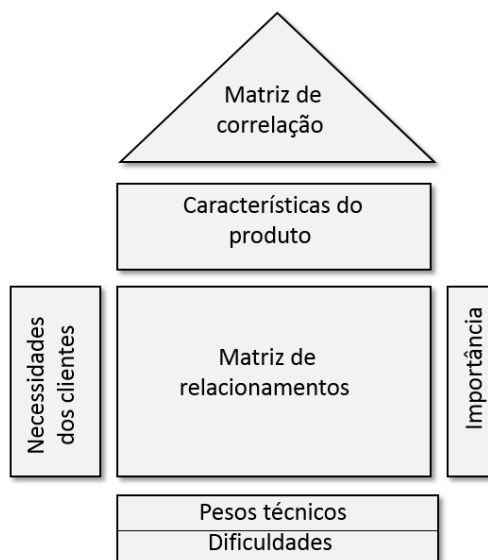 Matriz de
correlação
Características do
produto
Necessidades
dos clientes
Matriz de
relacionamentos
Importância
Pesos técnicos
Dificuldades